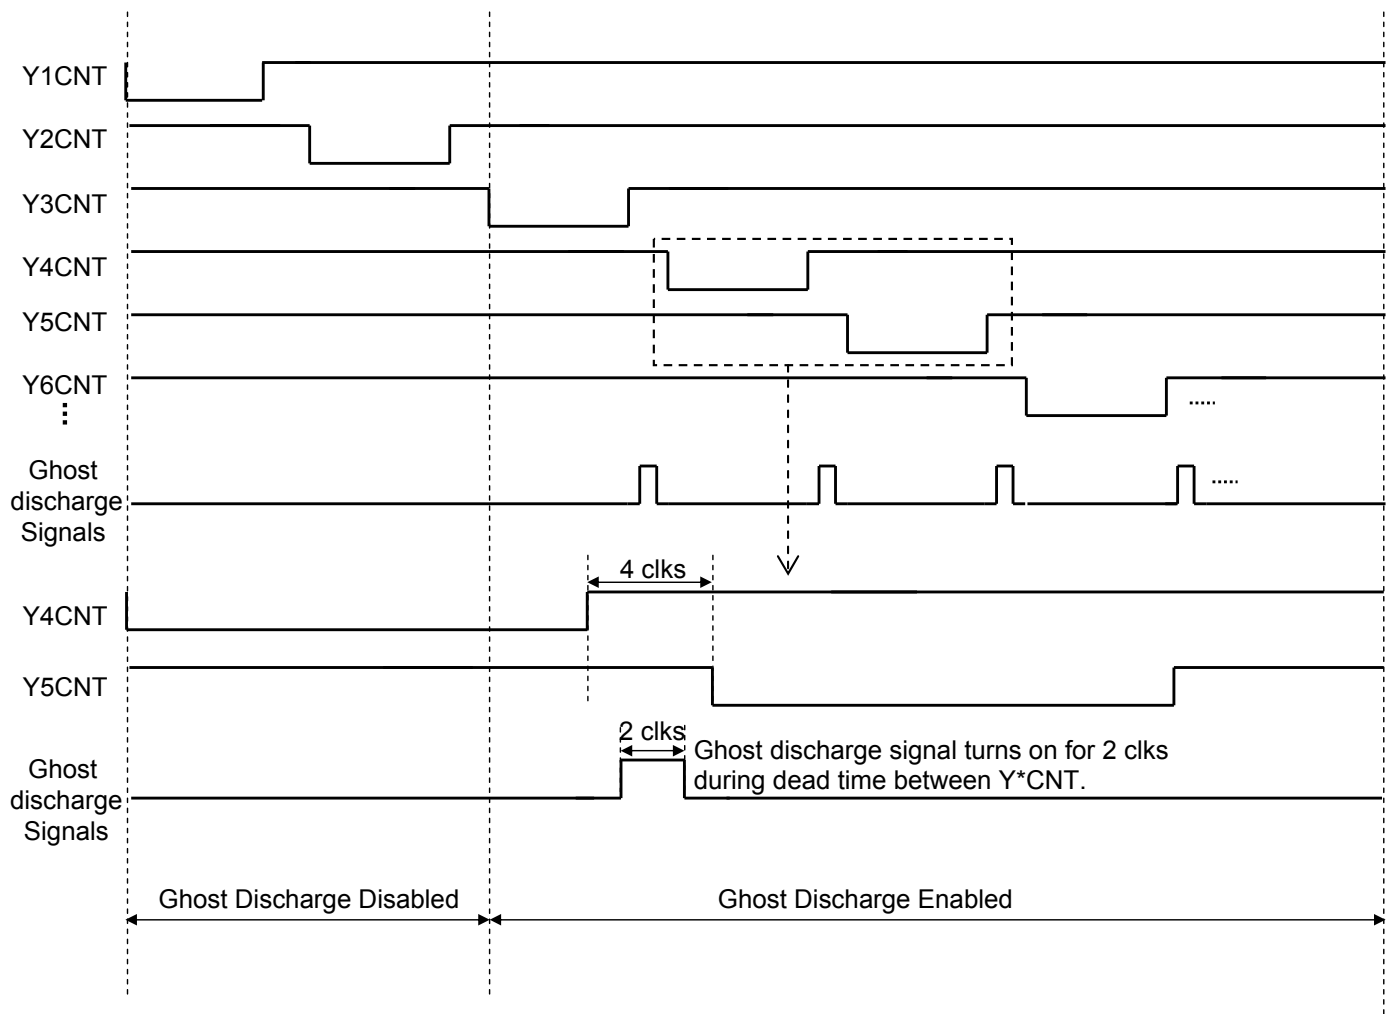 Y1CNT
Y2CNT
Y3CNT
Y4CNT
Y5CNT
Y6CNT
Ghost
discharge
Signals
4 clks
Y4CNT
Y5CNT
2 clks
Ghost discharge signal turns on for 2 clks
during dead time between Y*CNT.
Ghost
discharge
Signals
Ghost Discharge Disabled
Ghost Discharge Enabled